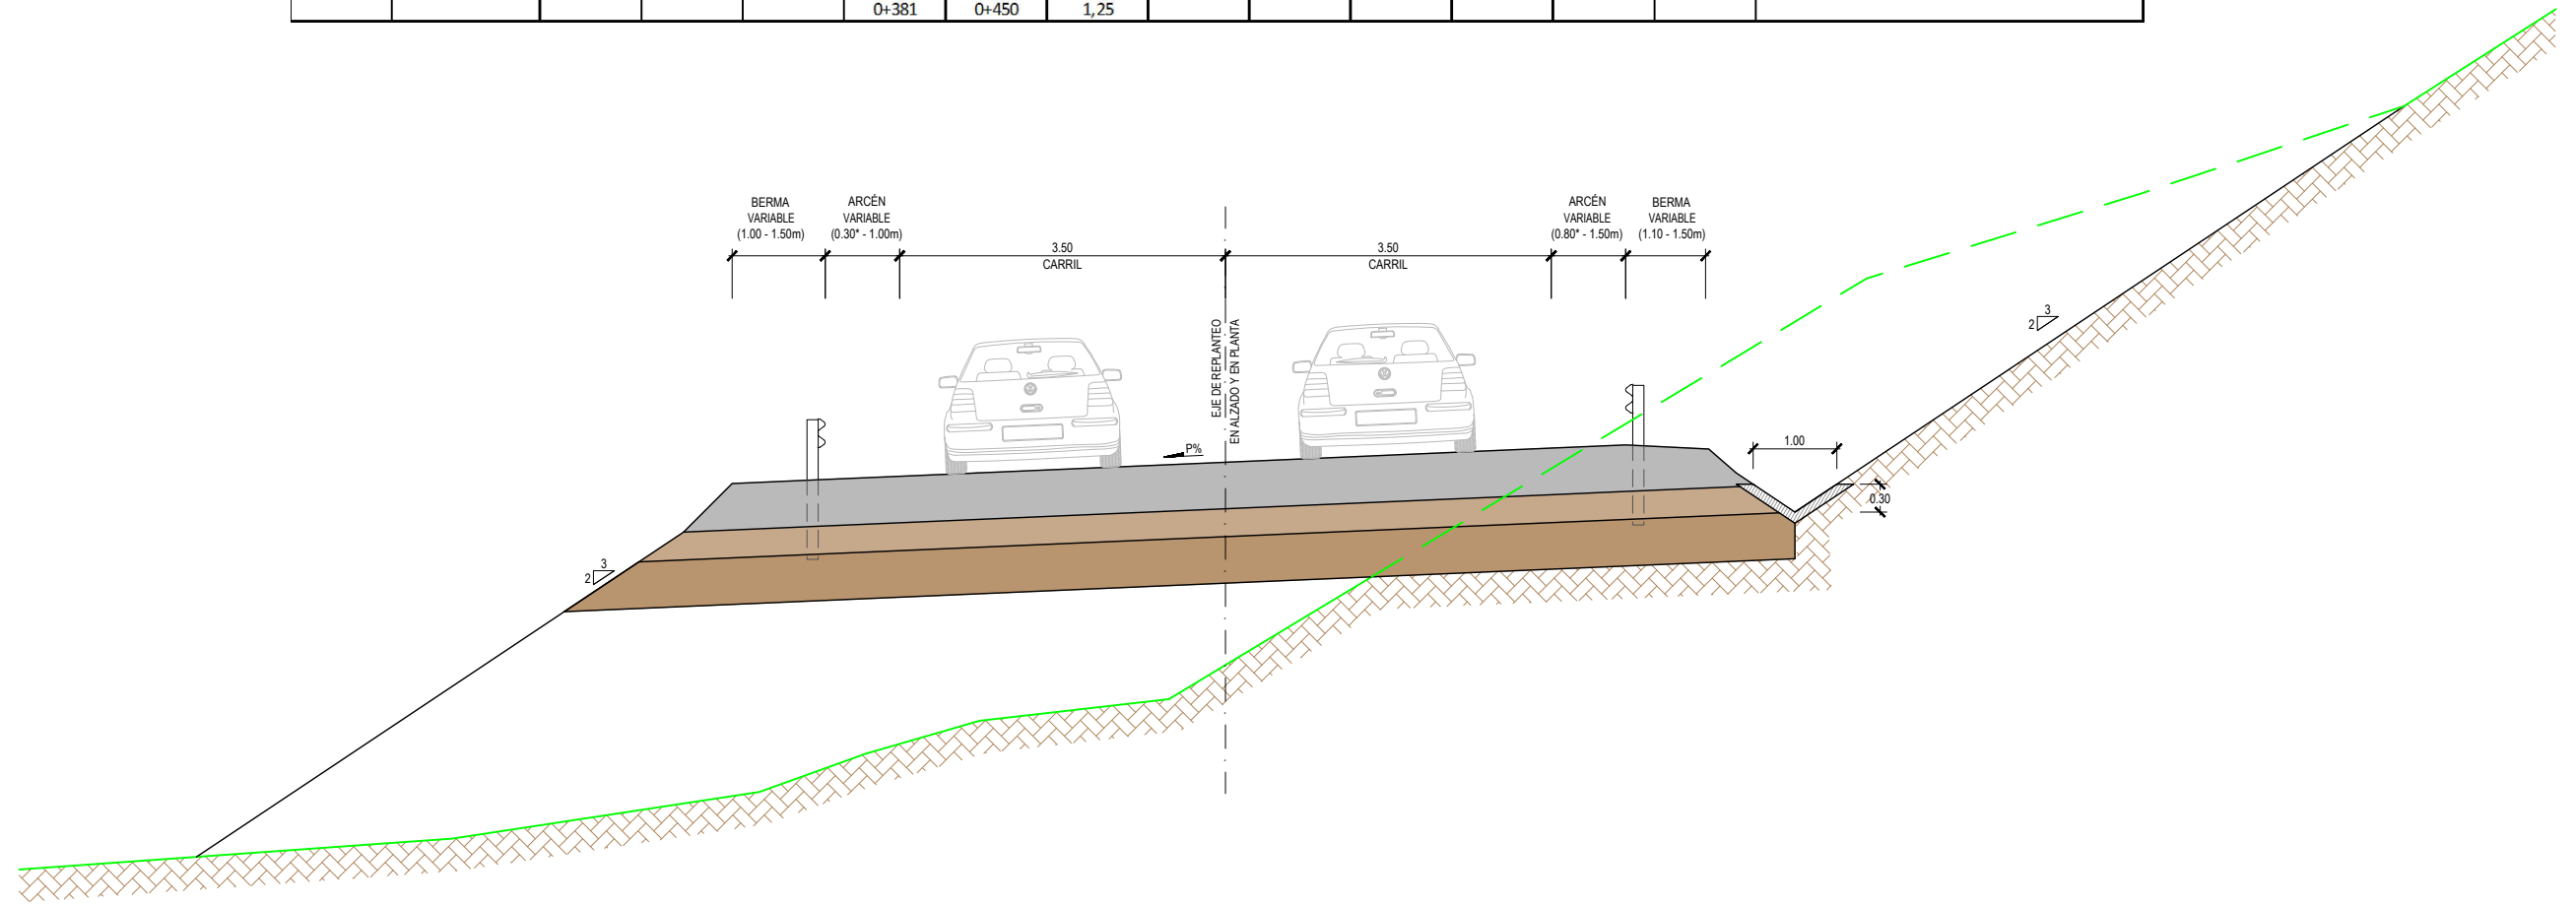 0+381 0+450 1,25
BERMA
VARIABLE
(1.00 - 1.50m)
ARCÉN
VARIABLE
(0.30* - 1.00m)
3.50
CARRIL
3.50
CARRIL
ARCÉN
VARIABLE
(0.80* - 1.50m)
BERMA
VARIABLE
(1.10 - 1.50m)
EJE DE REPLANTEO
EN ALZADO Y EN PLANTA
P%
1.00
0.30
3
2
3
2